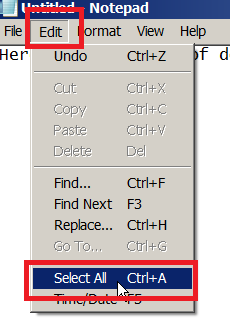 Untitled - Notepad
File Edit Format View Help
Her of d
Undo Ctrl+Z
Cut Ctrl+X
Copy Ctrl+C
Paste Ctrl+V
Delete Del
Find... Ctrl+F
Find Next F3
Replace... Ctrl+H
Go To... Ctrl+G
Select All Ctrl+A
Time/Date F5